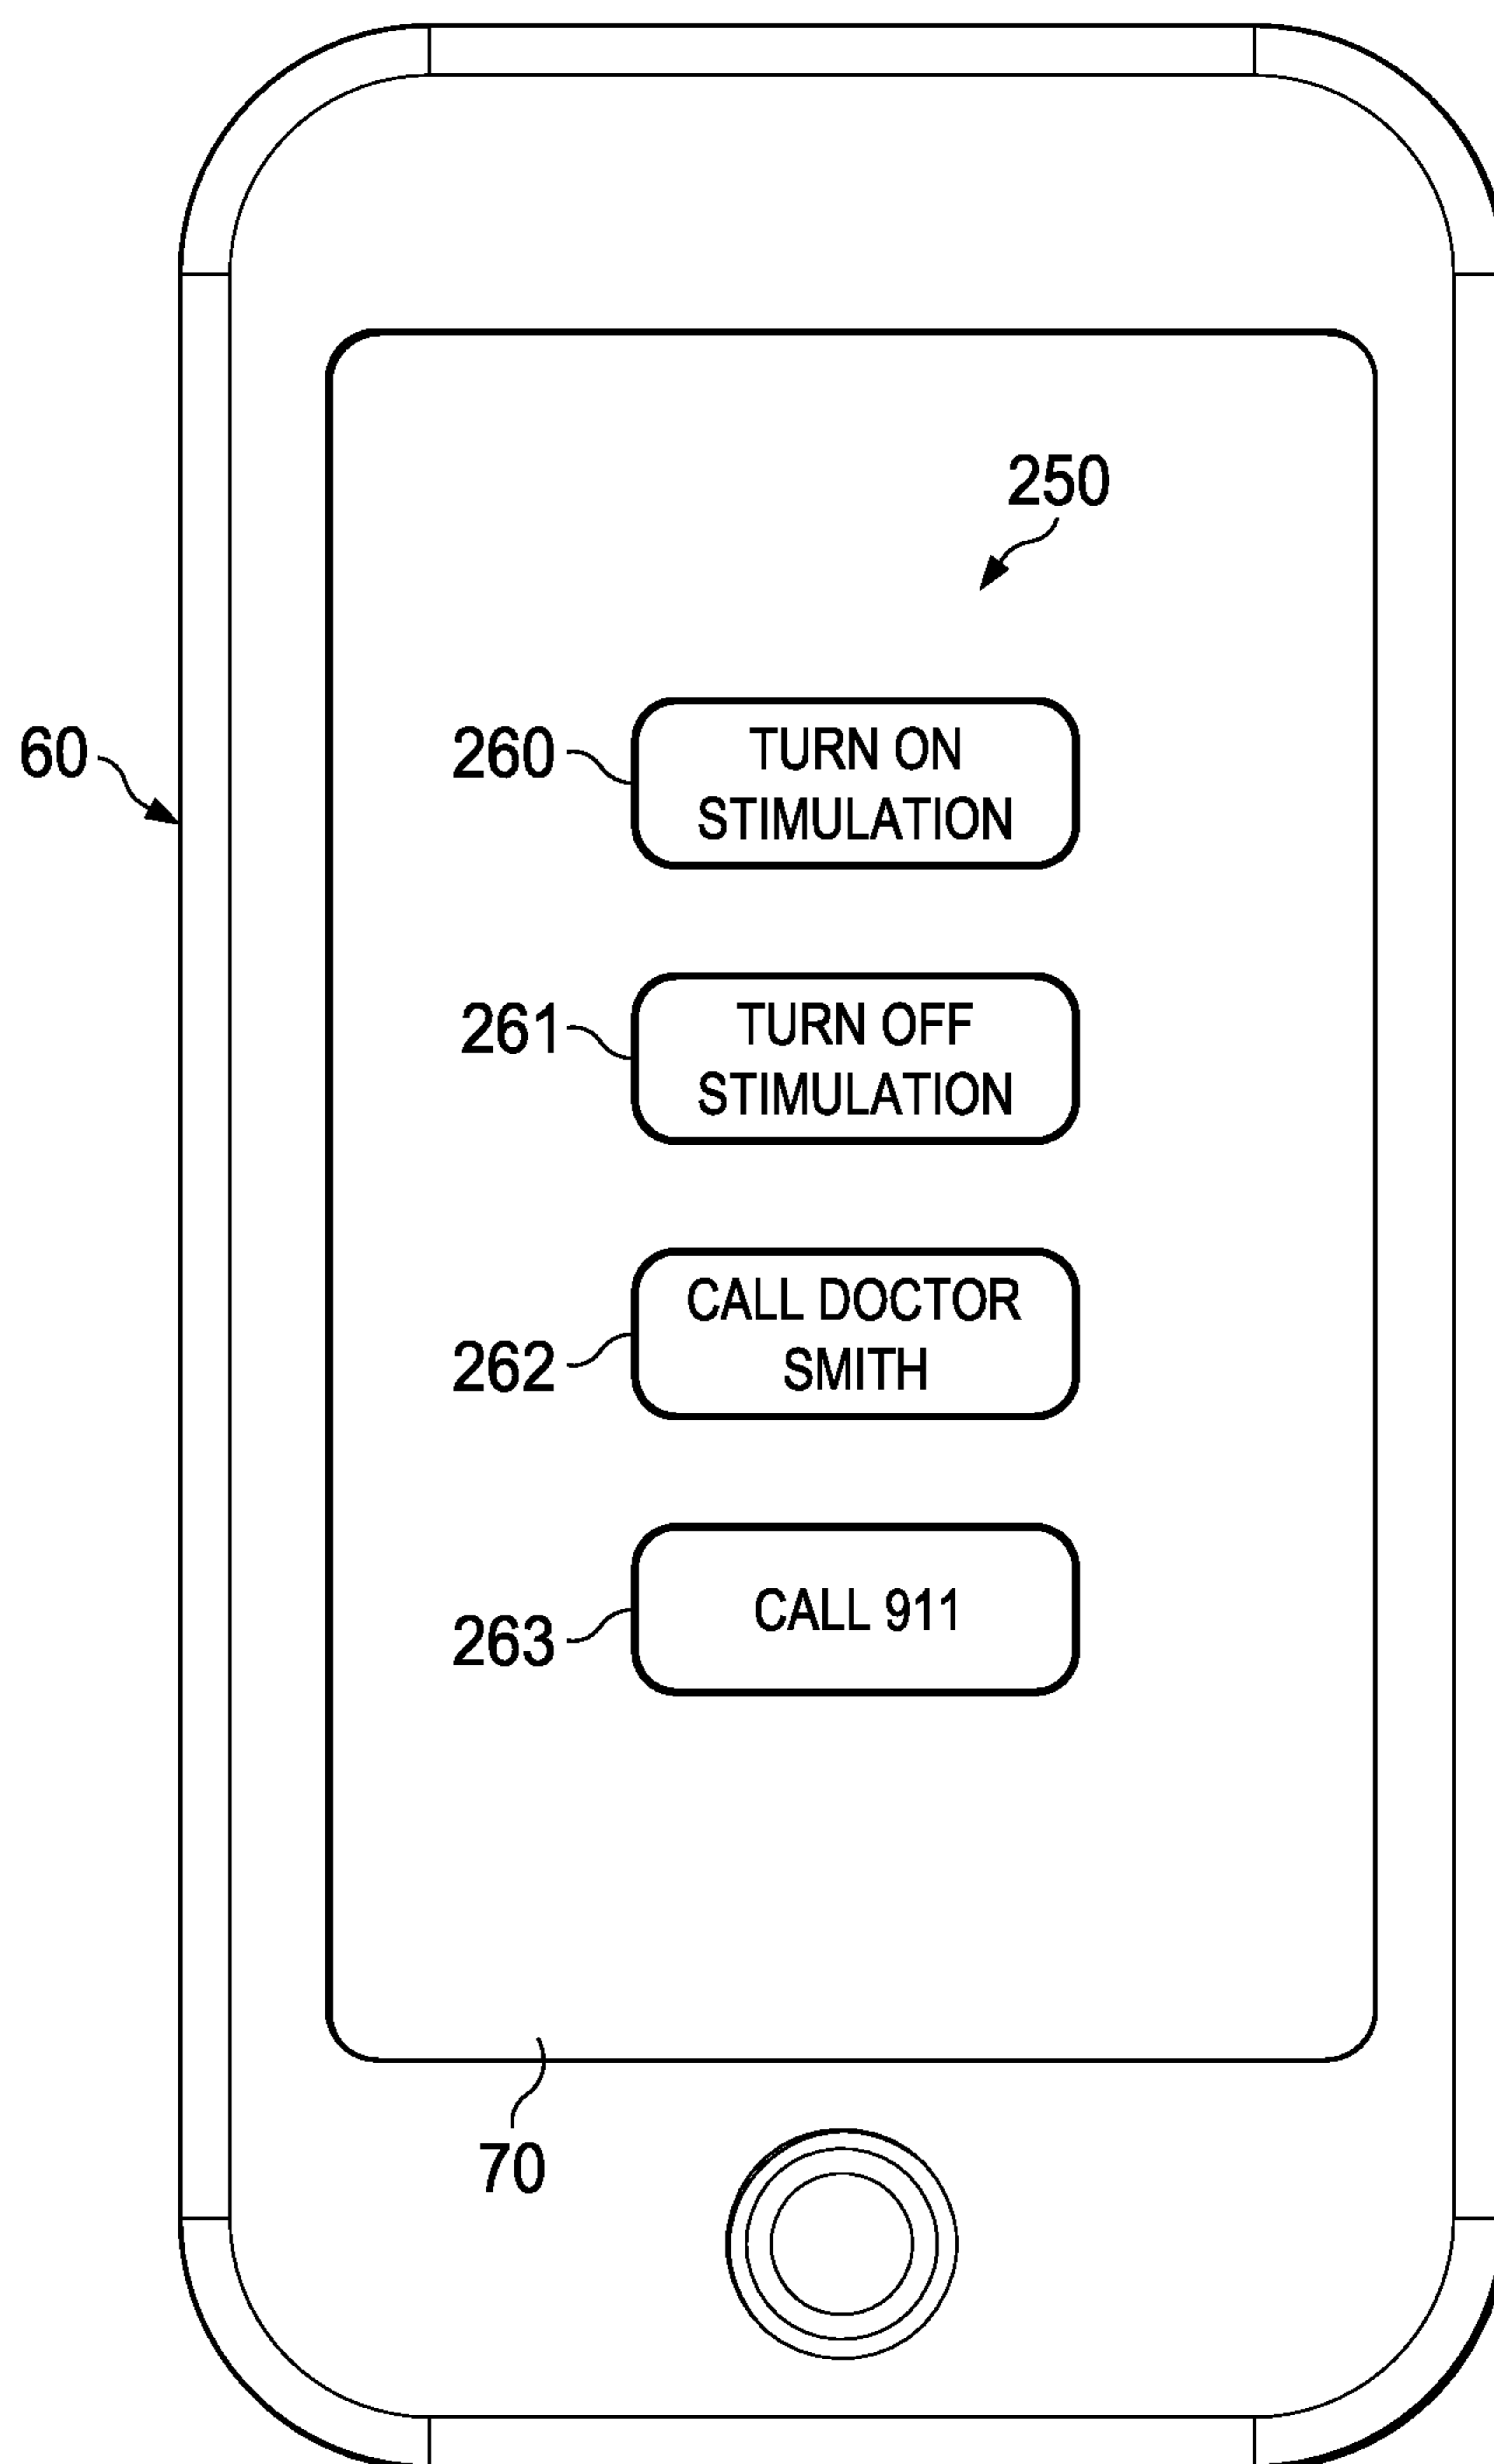 250
60
260
TURN ON
STIMULATION
261
TURN OFF
STIMULATION
262
CALL DOCTOR
SMITH
263
CALL 911
70